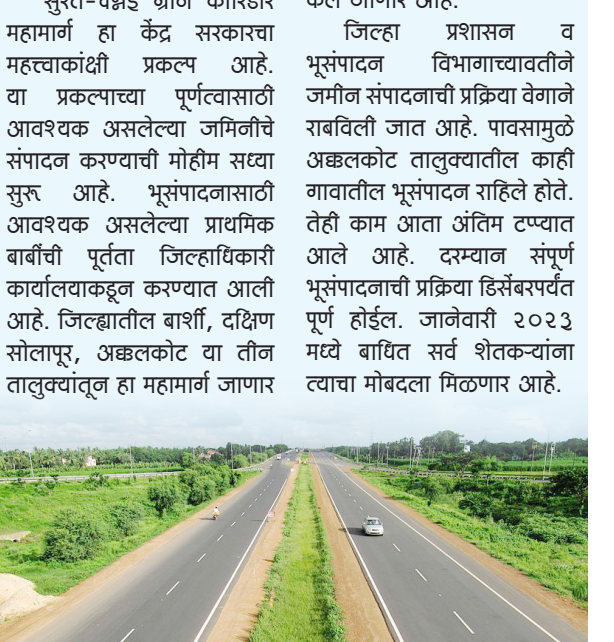 सुरत-चेन्नई ग्रीन कॉरिडॉर
महामार्ग हा केंद्र सरकारचा
महत्त्वाकांक्षी प्रकल्प आहे.
या प्रकल्पाच्या पूर्णत्वासाठी
आवश्यक असलेल्या जमिनीचे
संपादन करण्याची मोहीम सध्या
सुरू आहे. भूसंपादनासाठी
आवश्यक असलेल्या प्राथमिक
बाबींची पूर्तता जिल्हाधिकारी
कार्यालयाकडून करण्यात आली
आहे. जिल्ह्यातील बार्शी, दक्षिण
सोलापूर, अक्कलकोट या तीन
तालुक्यांतून हा महामार्ग जाणार
केले जाणार आहे.
जिल्हा प्रशासन व
भूसंपादन विभागाच्यावतीने
जमीन संपादनाची प्रक्रिया वेगाने
राबविली जात आहे. पावसामुळे
अक्कलकोट तालुक्यातील काही
गावातील भूसंपादन राहिले होते.
तेही काम आता अंतिम टप्प्यात
आले आहे. दरम्यान संपूर्ण
भूसंपादनाची प्रक्रिया डिसेंबरपर्यंत
पूर्ण होईल. जानेवारी २०२३
मध्ये बाधित सर्व शेतकऱ्यांना
त्याचा मोबदला मिळणार आहे.